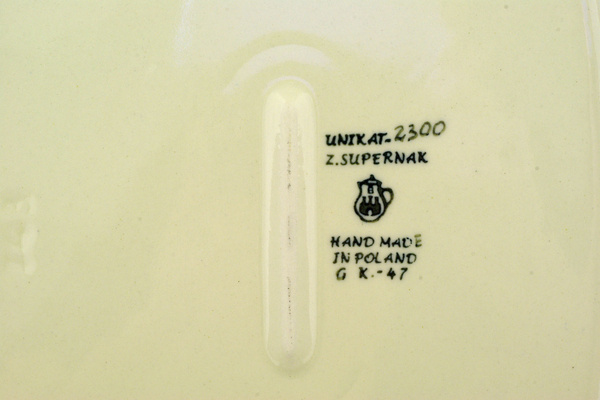 UNIKAT-2300
Z.SUPERNAK
HAND MADE
IN POLAND
G K.-47